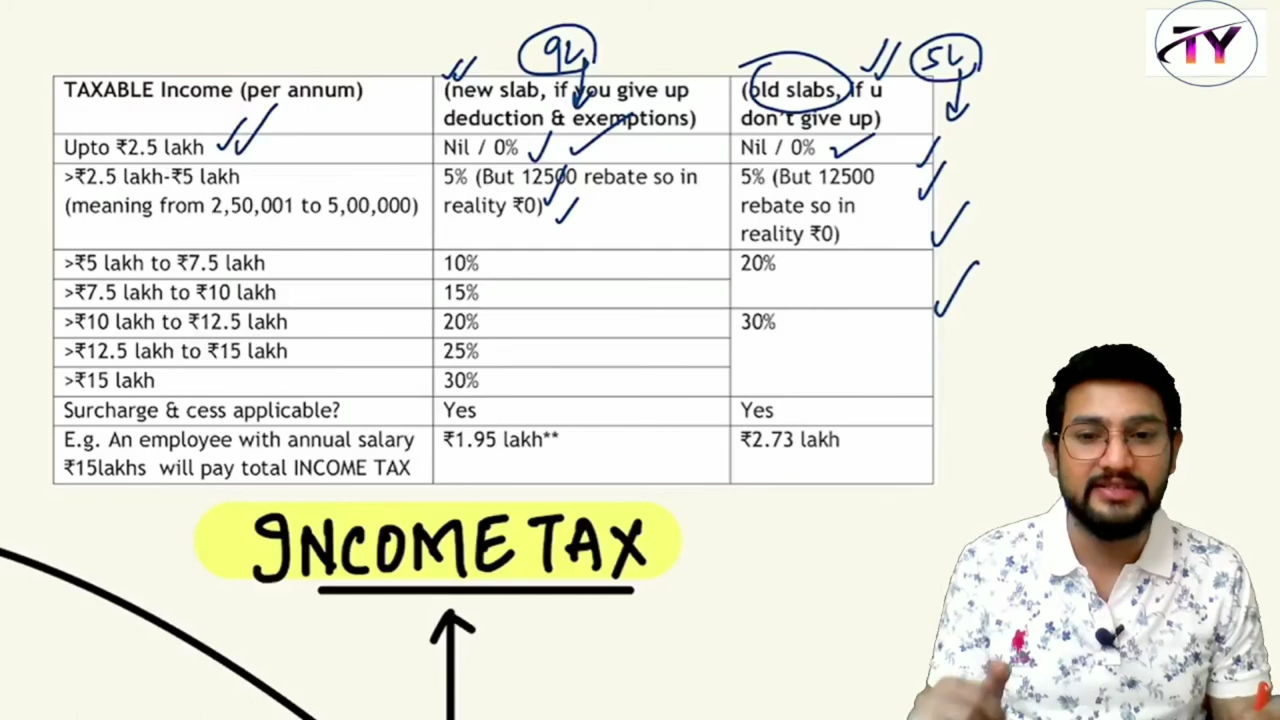 TY
9L
5L
TAXABLE Income (per annum)
(new slab, if you give up
deduction & exemptions)
(old slabs, if u
don't give up)
Upto ₹2.5 lakh
Nil / 0%
Nil / 0%
>₹2.5 lakh-₹5 lakh
(meaning from 2,50,001 to 5,00,000)
5% (But 12500 rebate so in
reality ₹0)
5% (But 12500
rebate so in
reality ₹0)
>₹5 lakh to ₹7.5 lakh
10%
20%
>₹7.5 lakh to ₹10 lakh
15%
>₹10 lakh to ₹12.5 lakh
20%
30%
>₹12.5 lakh to ₹15 lakh
25%
>₹15 lakh
30%
Surcharge & cess applicable?
Yes
Yes
E.g. An employee with annual salary
₹15lakhs will pay total INCOME TAX
₹1.95 lakh**
₹2.73 lakh
INCOME TAX